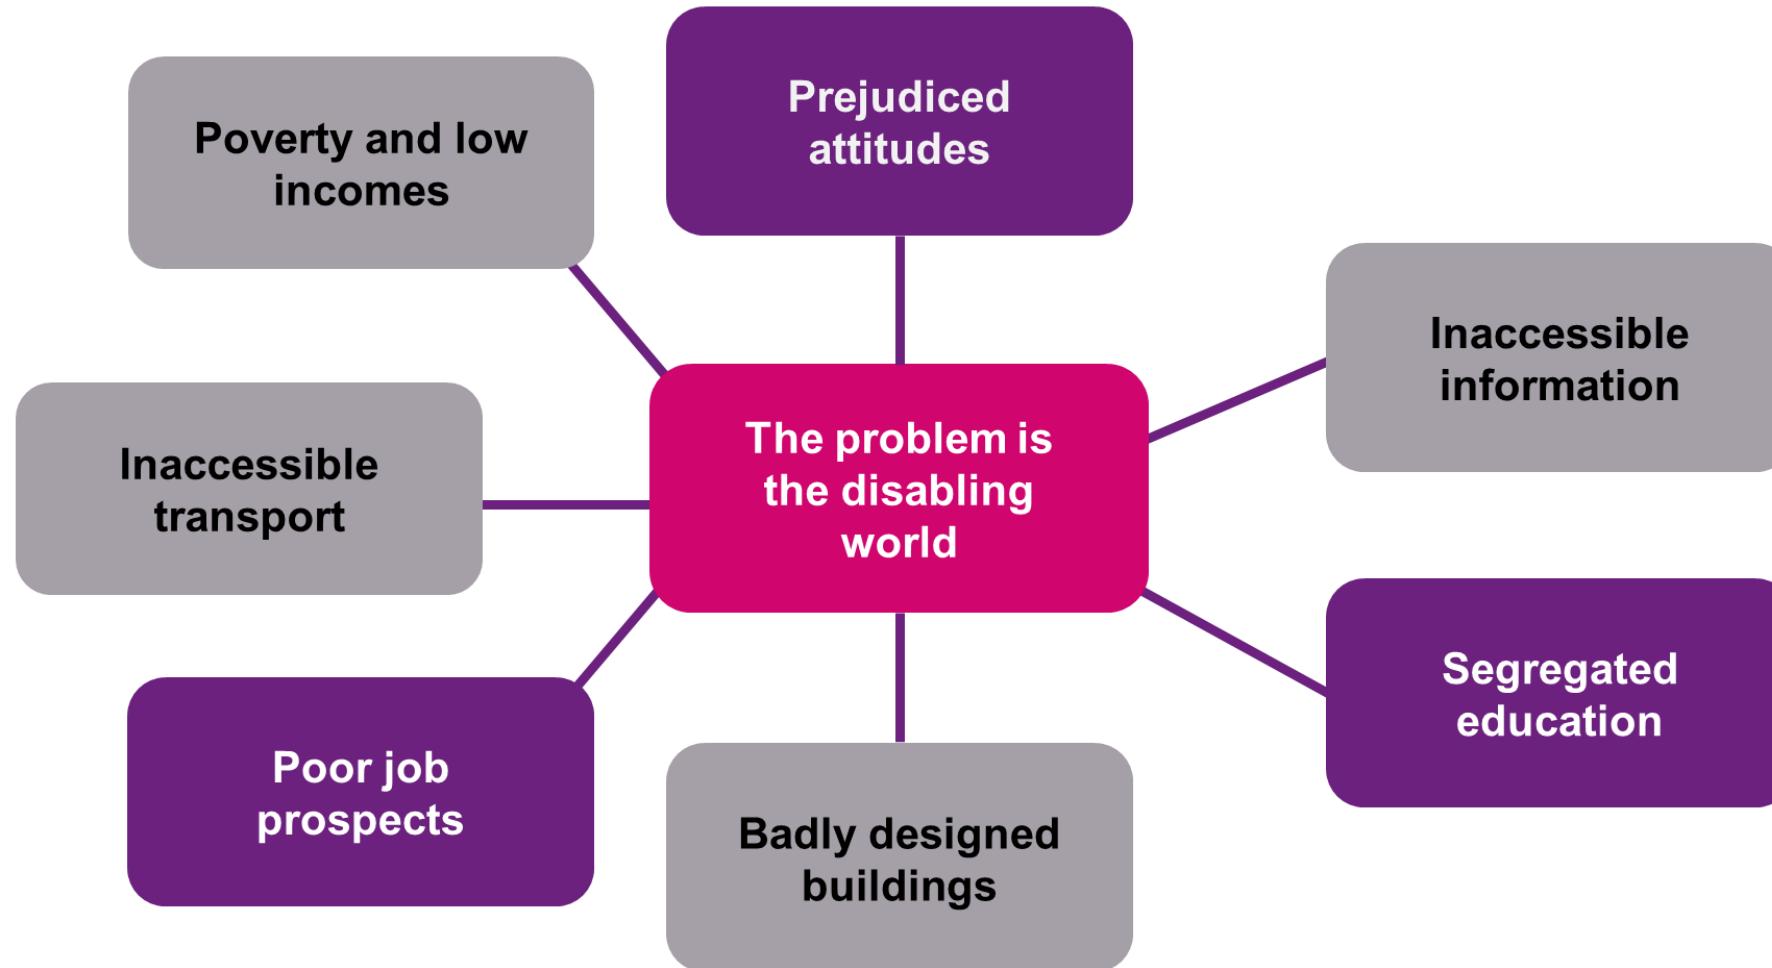 Prejudiced
attitudes
Poverty and low
incomes
Inaccessible
information
The problem is
the disabling
world
Inaccessible
transport
Segregated
education
Poor job
prospects
Badly designed
buildings